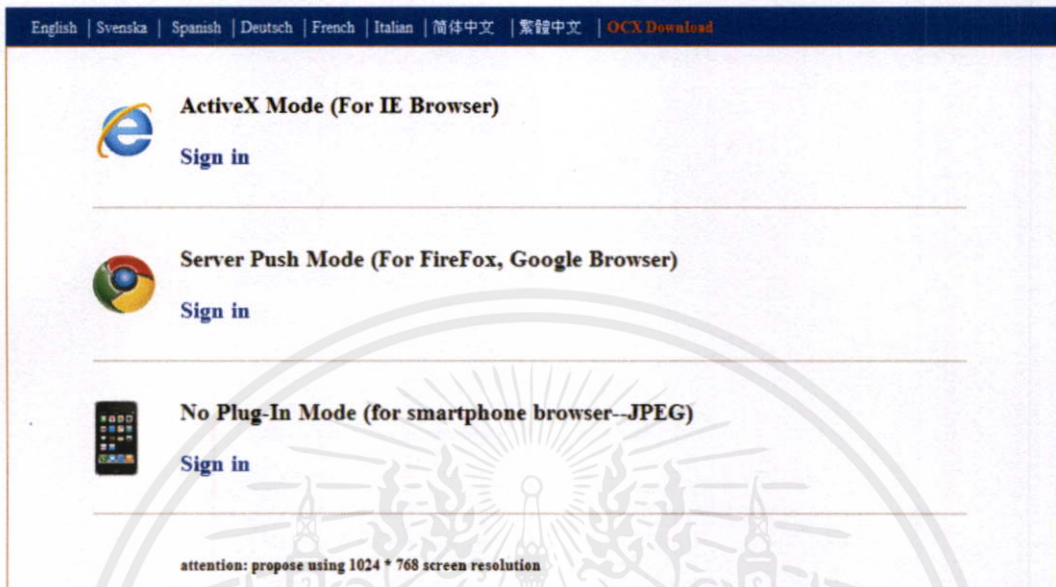 English | Svenska | Spanish | Deutsch | French | Italian | 简体中文 | 繁體中文 | OCX Download
ActiveX Mode (For IE Browser)
Sign in
Server Push Mode (For FireFox, Google Browser)
Sign in
No Plug-In Mode (for smartphone browser--JPEG)
Sign in
attention: propose using 1024 * 768 screen resolution